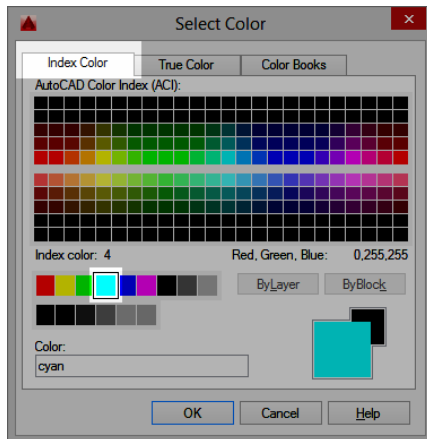 Select Color
Index Color True Color Color Books
AutoCAD Color Index (ACI):
Index color: 4 Red, Green, Blue: 0,255,255
ByLayer ByBlock
Color:
cyan
OK Cancel Help